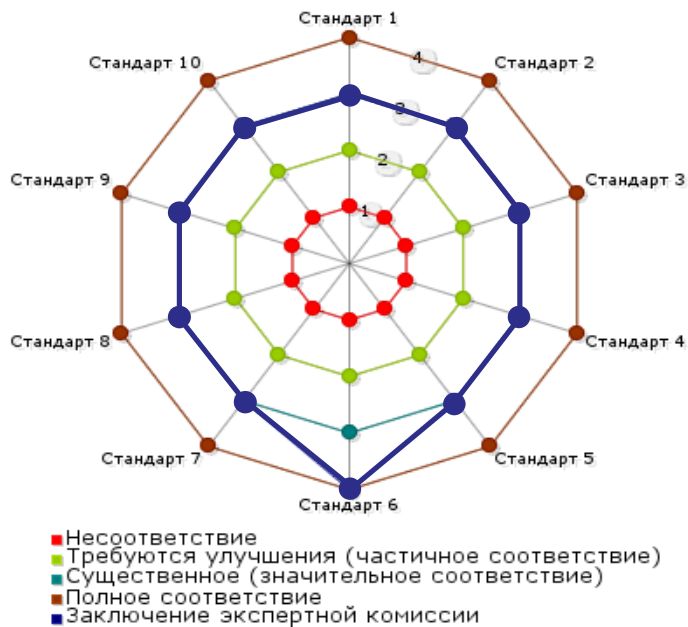 Стандарт 1
Стандарт 10
4
Стандарт 2
3
2
Стандарт 9
Стандарт 3
1
Стандарт 8
Стандарт 4
Стандарт 7
Стандарт 5
Стандарт 6
Несоответствие
Требуются улучшения (частичное соответствие)
Существенное (значительное соответствие)
Полное соответствие
Заключение экспертной комиссии